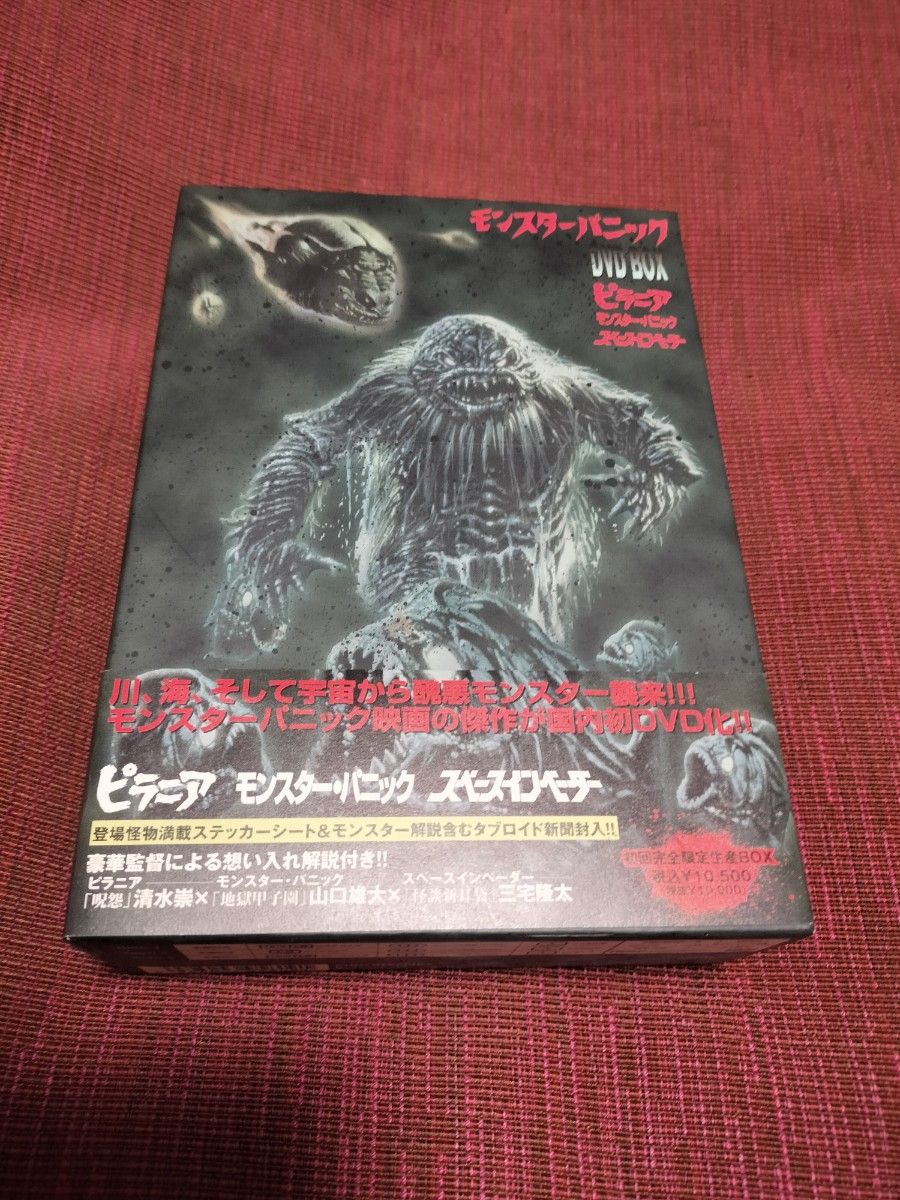 モンスターパニック
DVD BOX
ピラニア
モンスター・パニック
スペースインベーダー
川、海、そして宇宙から醜悪モンスター襲来!!!
モンスターパニック映画の傑作が国内初DVD化!!
ピラニア モンスター・パニック スペースインベーダー
登場怪物満載ステッカーシート&モンスター解説含むタブロイド新聞封入!!
豪華監督による想い入れ解説付き!!
ピラニア モンスター・パニック スペースインベーダー
「呪怨」清水崇×「地獄甲子園」山口雄大×「怪談新耳袋」三宅隆太
初回完全限定生産BOX
税込¥10,500
(税抜¥10,000)